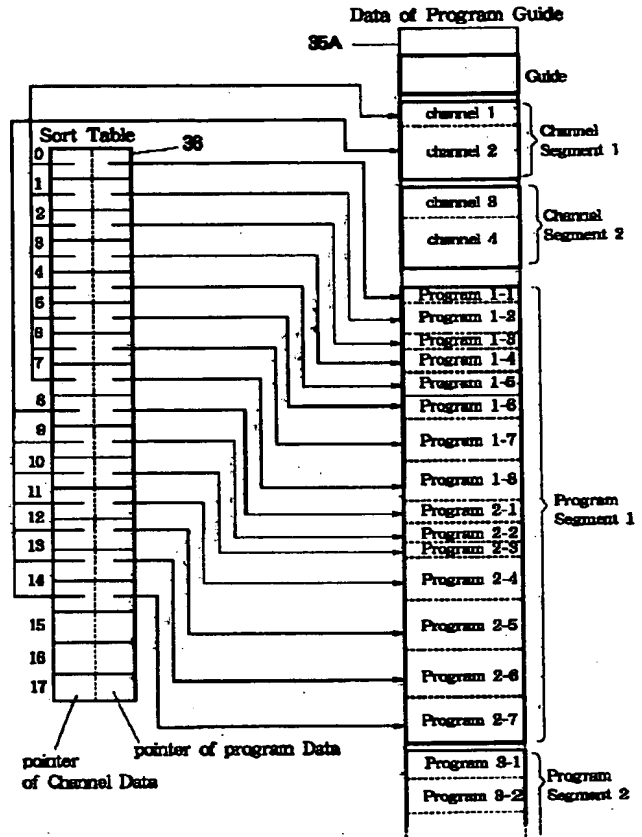 Data of Program Guide
35A
Guide
channel 1
channel 2
Channel
Segment 1
channel 3
channel 4
Channel
Segment 2
Sort Table
36
0
1
2
3
4
5
6
7
8
9
10
11
12
13
14
15
16
17
pointer
of Channel Data
pointer of program Data
Program 1-1
Program 1-2
Program 1-3
Program 1-4
Program 1-5
Program 1-6
Program 1-7
Program 1-8
Program 2-1
Program 2-2
Program 2-3
Program 2-4
Program 2-5
Program 2-6
Program 2-7
Program
Segment 1
Program 3-1
Program 3-2
Program
Segment 2